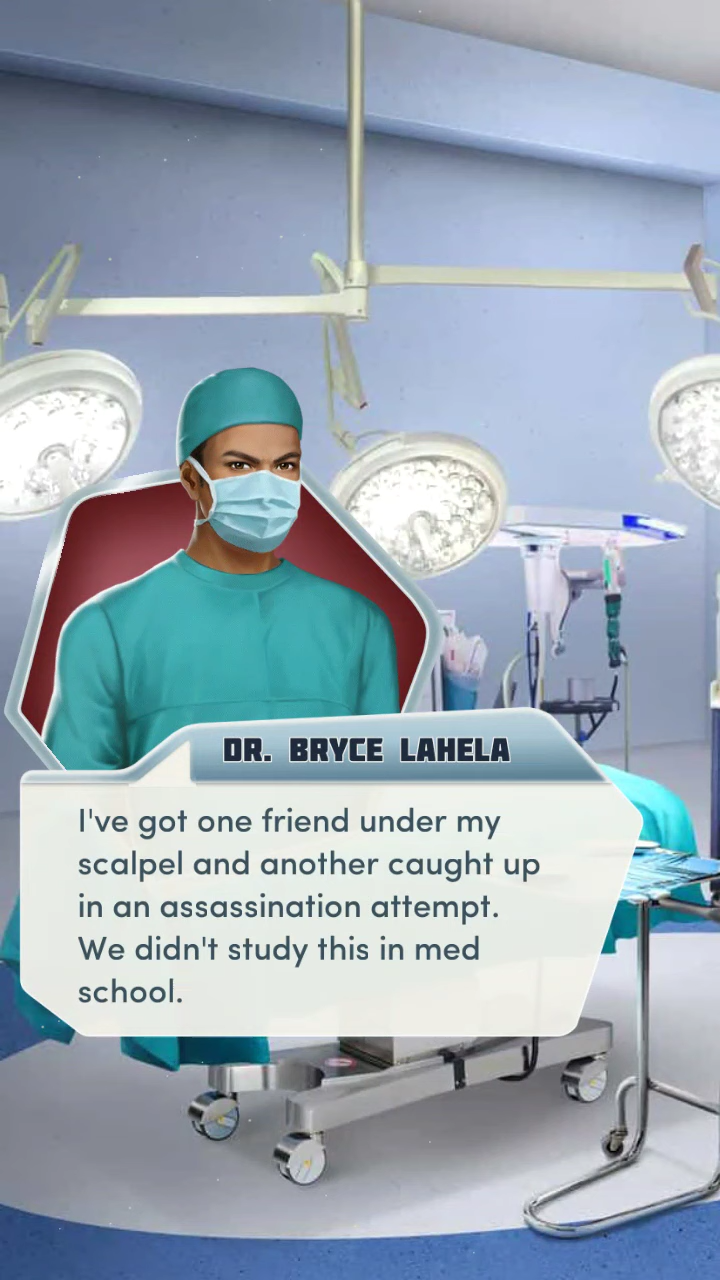 DR. BRYCE LAHELA
I've got one friend under my
scalpel and another caught up
in an assassination attempt.
We didn't study this in med
school.